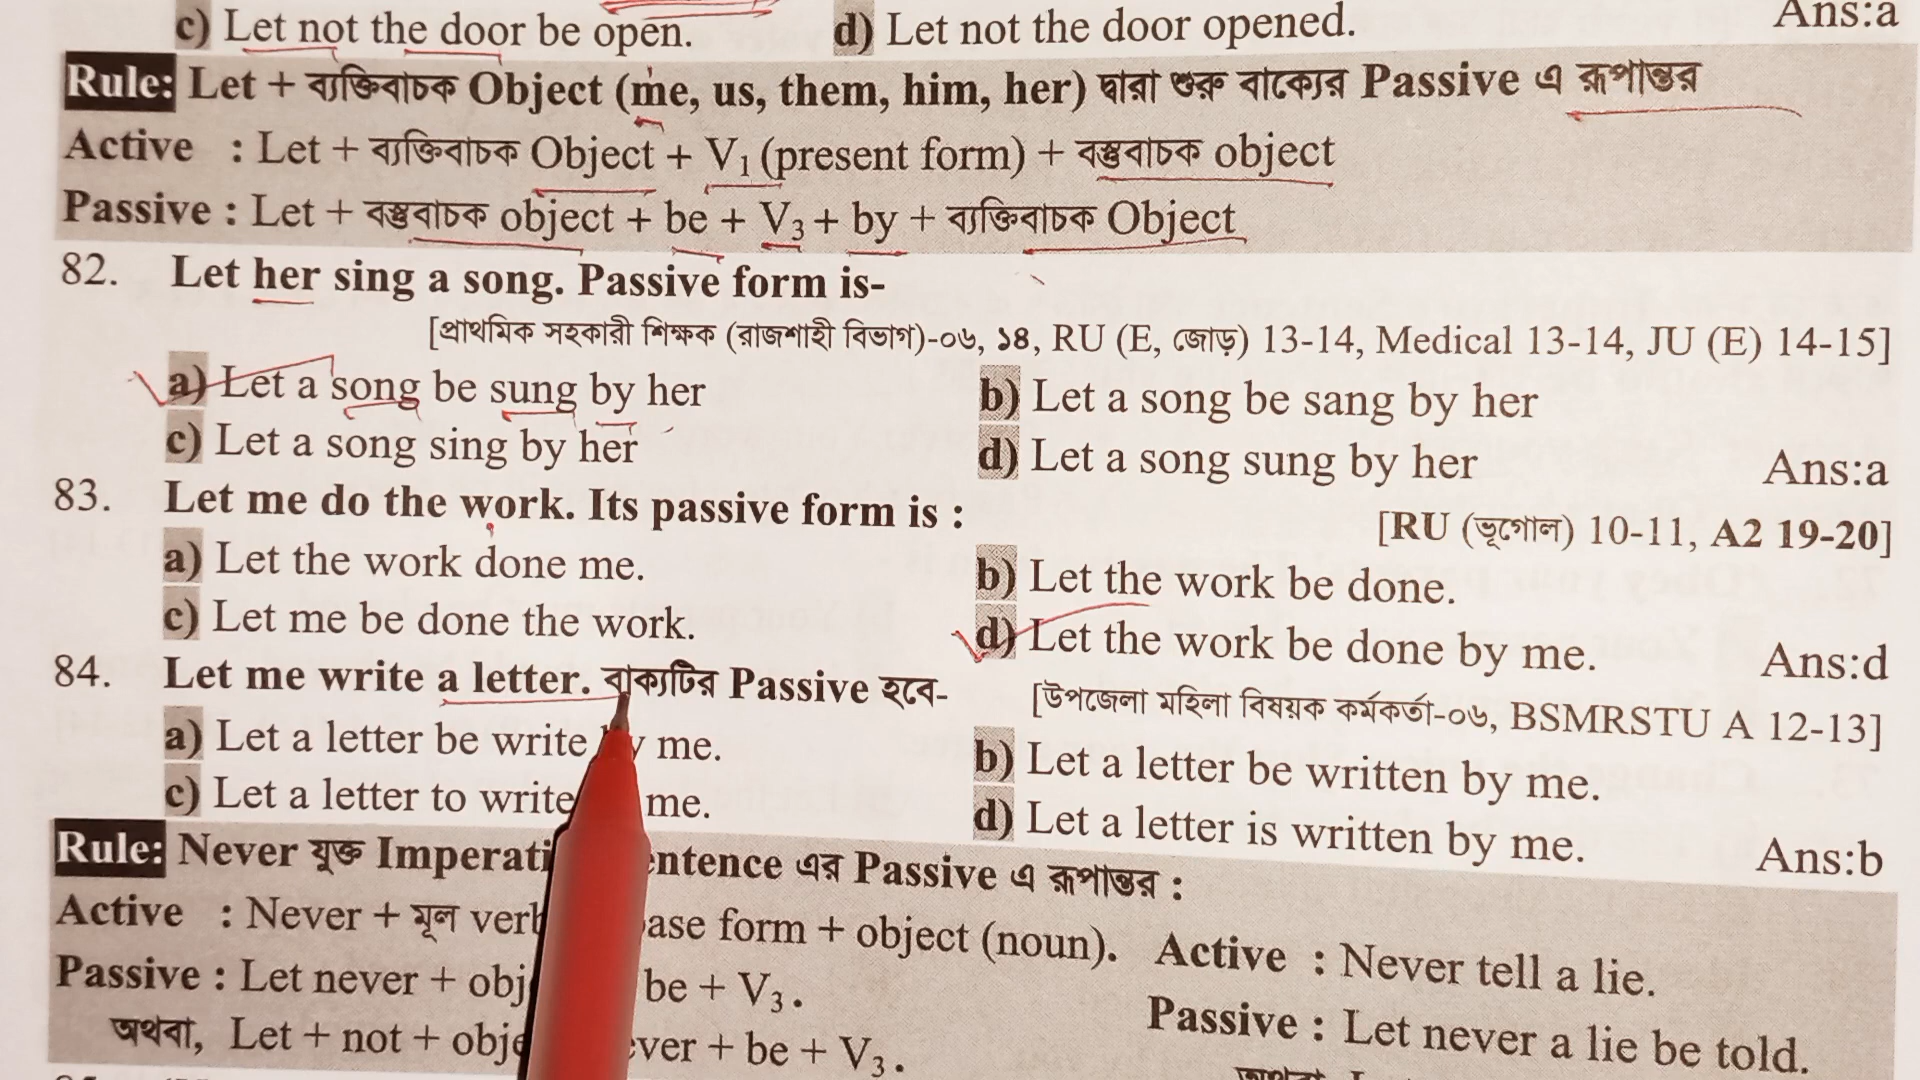 c) Let not the door be open. d) Let not the door opened. Ans:a
Rule: Let + ব্যক্তিবাচক Object (me, us, them, him, her) দ্বারা শুরু বাক্যের Passive এ রূপান্তর
Active : Let + ব্যক্তিবাচক Object + V₁ (present form) + বস্তুবাচক object
Passive : Let + বস্তুবাচক object + be + V₃ + by + ব্যক্তিবাচক Object
82. Let her sing a song. Passive form is-
[প্রাথমিক সহকারী শিক্ষক (রাজশাহী বিভাগ)-০৬, ১৪, RU (E, জোড়) 13-14, Medical 13-14, JU (E) 14-15]
a) Let a song be sung by her b) Let a song be sang by her
c) Let a song sing by her d) Let a song sung by her Ans:a
83. Let me do the work. Its passive form is : [RU (ভূগোল) 10-11, A2 19-20]
a) Let the work done me. b) Let the work be done.
c) Let me be done the work. d) Let the work be done by me. Ans:d
84. Let me write a letter. বাক্যটির Passive হবে- [উপজেলা মহিলা বিষয়ক কর্মকর্তা-০৬, BSMRSTU A 12-13]
a) Let a letter be write me. b) Let a letter be written by me.
c) Let a letter to write me. d) Let a letter is written by me. Ans:b
Rule: Never যুক্ত এর Passive এ রূপান্তর :
Active : Never + মূল form + object (noun). Active : Never tell a lie.
Passive : Let never + be + V₃. Passive : Let never a lie be told.
অথবা, Let + not + + be + V₃.